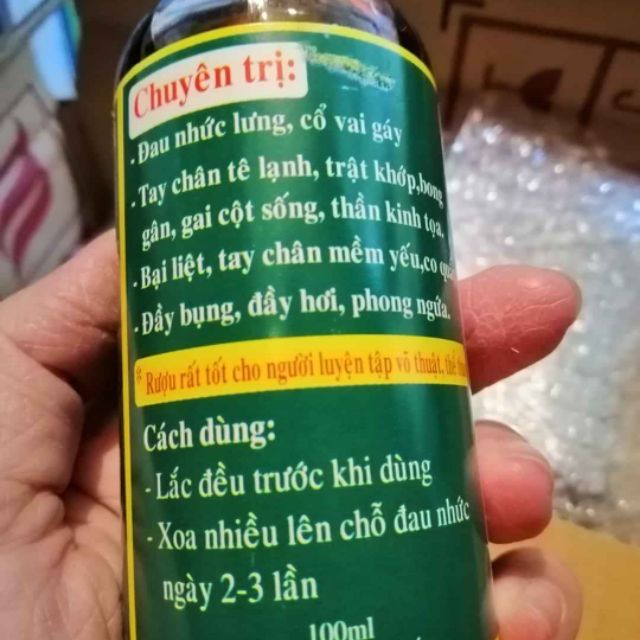 Chuyên trị:
- Đau nhức lưng, cổ vai gáy
- Tay chân tê lạnh, trật khớp, bong
gân, gai cột sống, thần kinh tọa.
- Bại liệt, tay chân mềm yếu, co
- Đầy bụng, đầy hơi, phong ngứa.
* Rượu rất tốt cho người luyện tập võ thuật,
Cách dùng:
- Lắc đều trước khi dùng
- Xoa nhiều lên chỗ đau nhức
ngày 2-3 lần
100ml